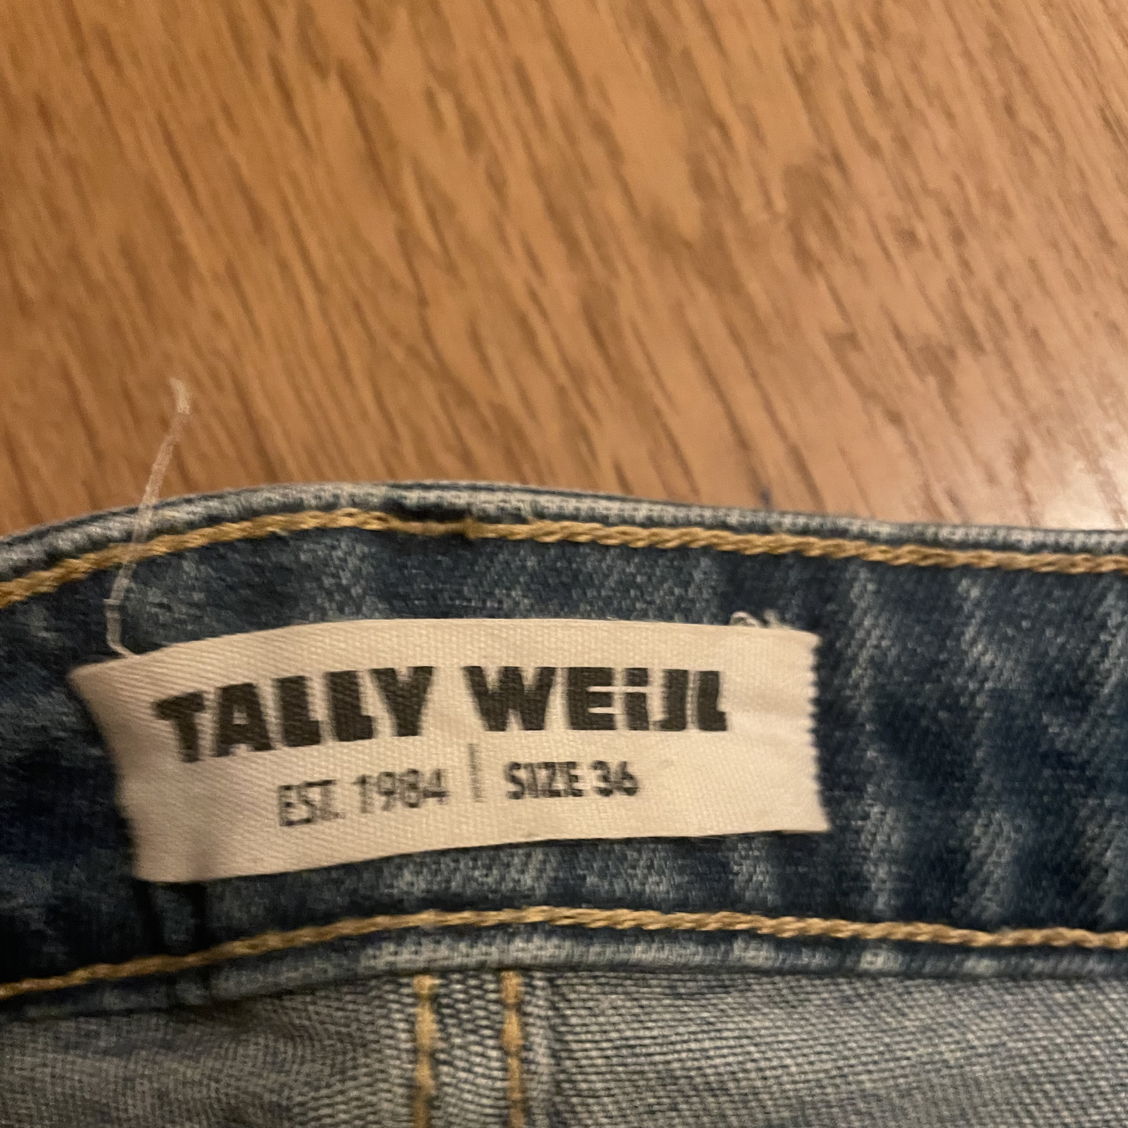 TALLY WEiJL
EST. 1984 | SIZE 36